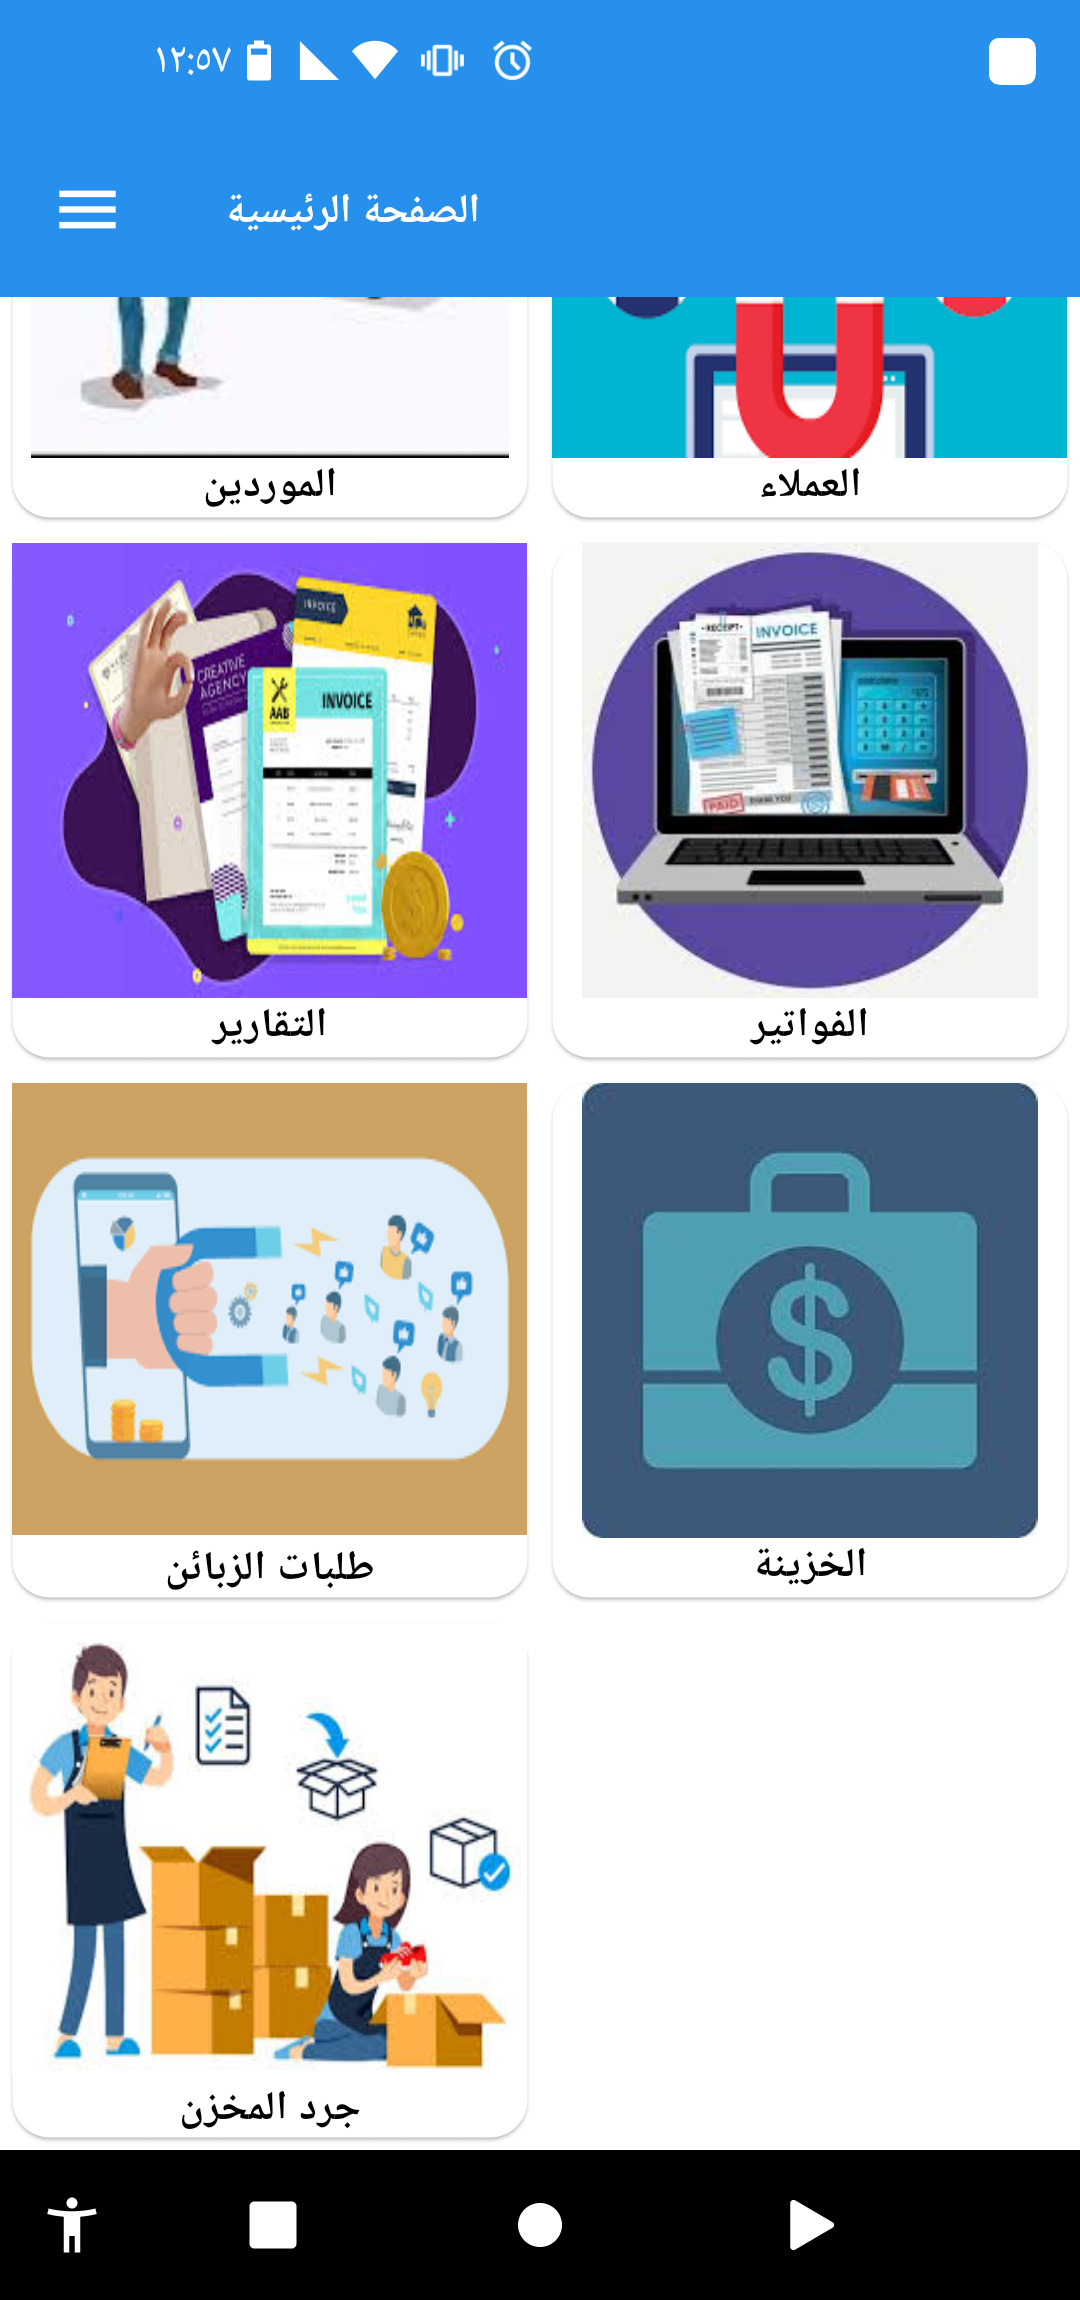 ١٢:٥٧
الصفحة الرئيسية
العملاء
الموردين
RECEIPT
INVOICE
PAID
THANK YOU
الفواتير
INVOICE
CREATIVE
AGENCY
AAB
INVOICE
التقارير
الخزينة
طلبات الزبائن
جرد المخزن